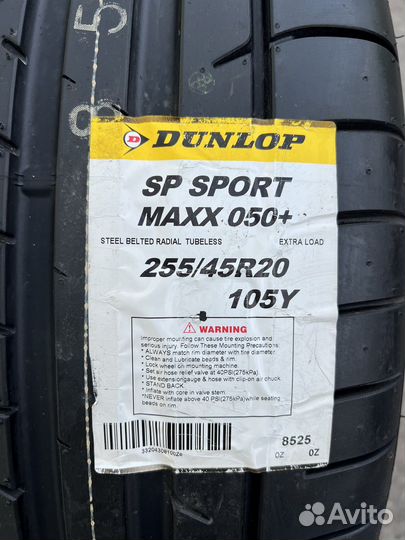 85
DUNLOP
SP SPORT
MAXX 050+
STEEL BELTED RADIAL TUBELESS EXTRA LOAD
255/45R20
105Y
WARNING
Improper mounting can cause tire explosion and
serious injury. Follow These Mounting Precautions:
* ALWAYS match rim diameter with tire diameter.
* Clean and Lubricate beads & rim.
* Lock wheel on mounting machine.
* Set air hose relief valve at 40PSI(275kPa).
* Use extensiongauge & hose with clip-on air chuck.
* STAND BACK.
* Inflate with core in valve stem.
*NEVER inflate above 40 PSI(275kPa)while seating
beads on rim.
8525
0Z 0Z
Avito